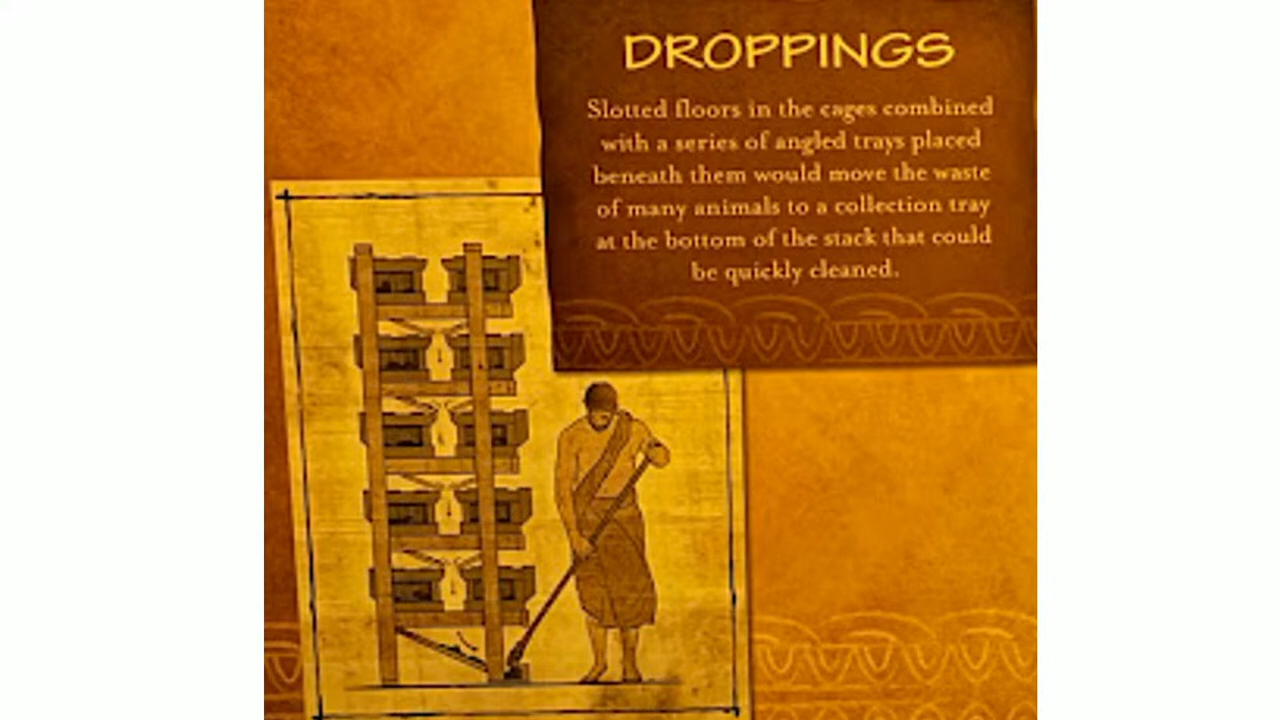 DROPPINGS
Slotted floors in the cages combined
with a series of angled trays placed
beneath them would move the waste
of many animals to a collection tray
at the bottom of the stack that could
be quickly cleaned.